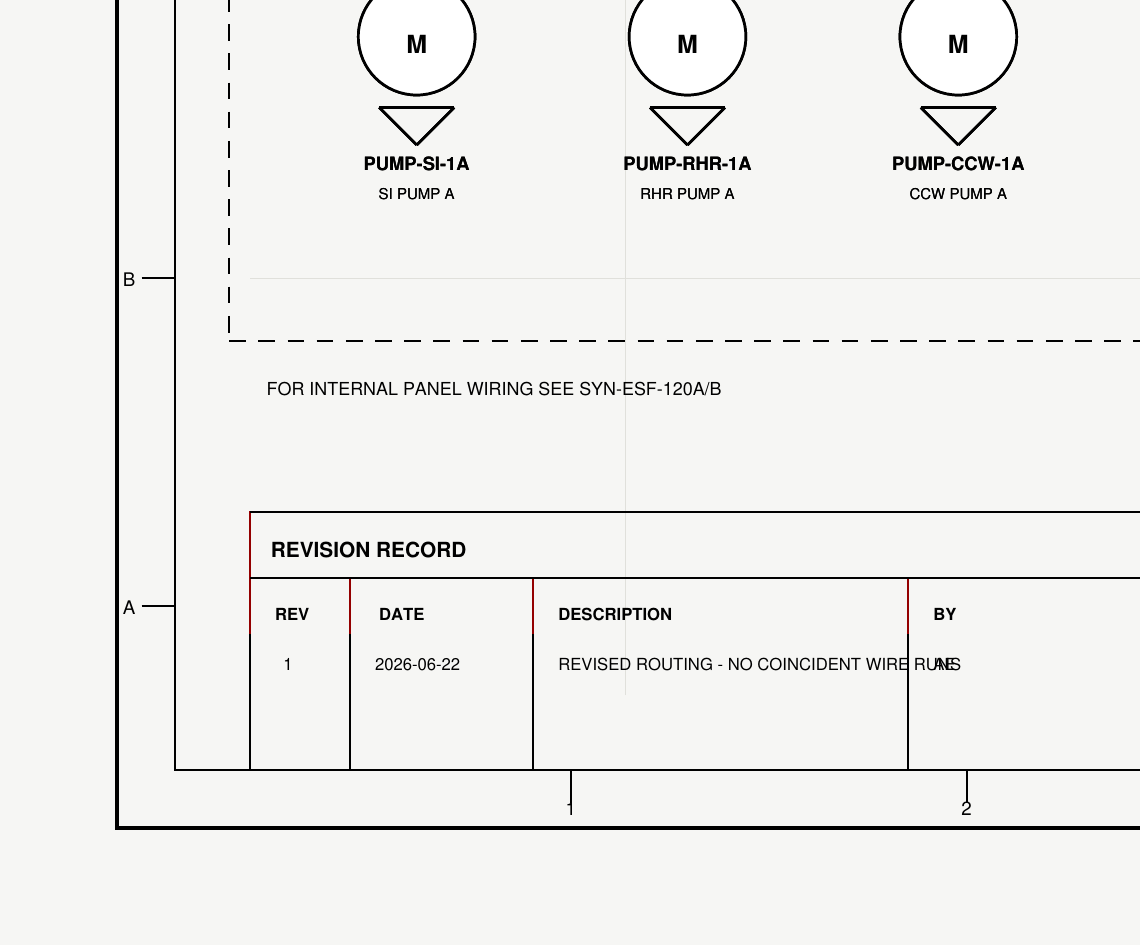 M M M
PUMP-SI-1A PUMP-RHR-1A PUMP-CCW-1A
SI PUMP A RHR PUMP A CCW PUMP A
B
FOR INTERNAL PANEL WIRING SEE SYN-ESF-120A/B
REVISION RECORD
A
REV DATE DESCRIPTION BY
1 2026-06-22 REVISED ROUTING - NO COINCIDENT WIRE RUNS
1 2